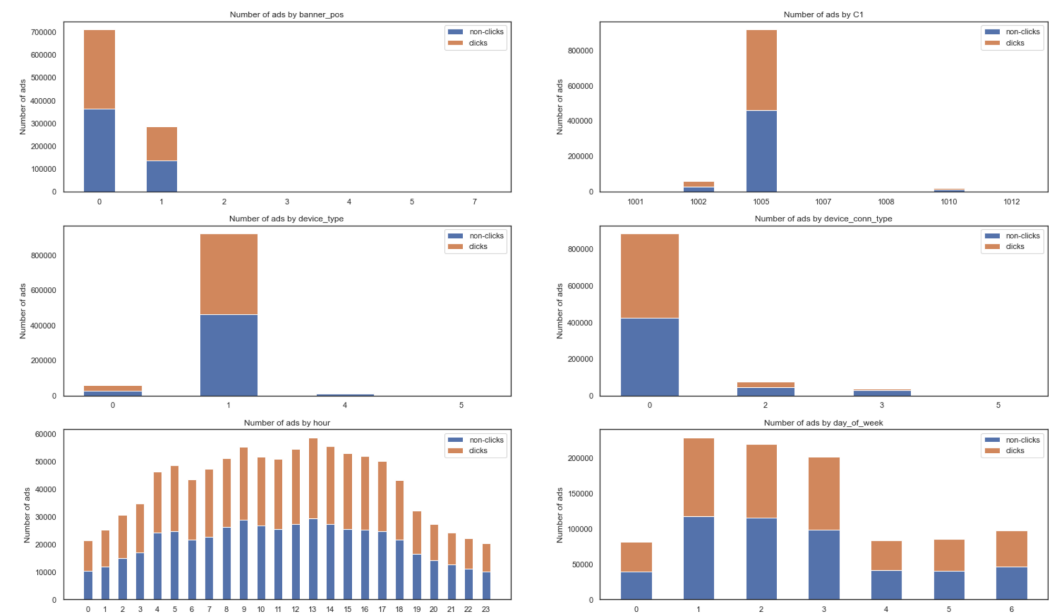 Number of ads by banner_pos
Number of ads
700000
600000
500000
400000
300000
200000
100000
0
non-clicks
clicks
0 1 2 3 4 5 7
Number of ads by C1
Number of ads
800000
600000
400000
200000
0
non-clicks
clicks
1001 1002 1005 1007 1008 1010 1012
Number of ads by device_type
Number of ads
800000
600000
400000
200000
0
non-clicks
clicks
0 1 4 5
Number of ads by device_conn_type
Number of ads
800000
600000
400000
200000
0
non-clicks
clicks
0 2 3 5
Number of ads by hour
Number of ads
60000
50000
40000
30000
20000
10000
0
non-clicks
clicks
0 1 2 3 4 5 6 7 8 9 10 11 12 13 14 15 16 17 18 19 20 21 22 23
Number of ads by day_of_week
Number of ads
200000
150000
100000
50000
0
non-clicks
clicks
0 1 2 3 4 5 6